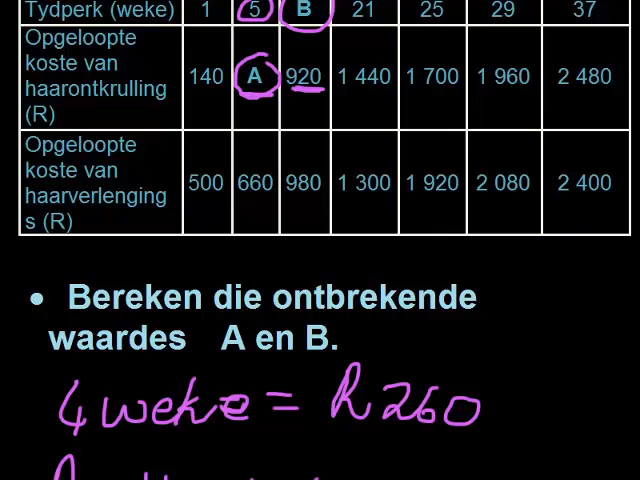 Tydperk (weke) 1 5 B 21 25 29 37
Opgeloopte
koste van
haarontkrulling
(R)
140 A 920 1 440 1 700 1 960 2 480
Opgeloopte
koste van
haarverlenging
s (R)
500 660 980 1 300 1 920 2 080 2 400
• Bereken die ontbrekende
waardes A en B.
4 weke = R260